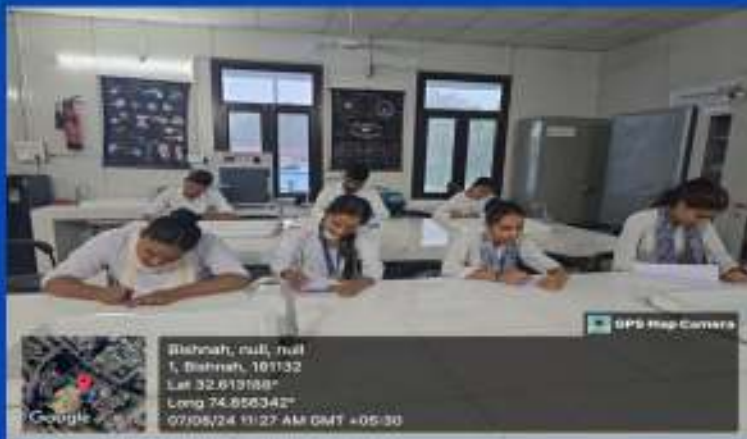 GPS Map Camera
Bishnah, null, null
1, Bishnah, 181132
Lat 32.613188°
Long 74.858342°
07/08/24 11:27 AM GMT +05:30
Google